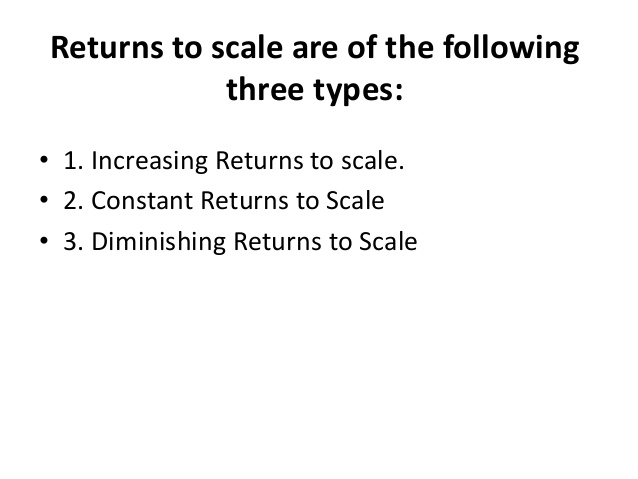 Returns to scale are of the following
three types:
• 1. Increasing Returns to scale.
• 2. Constant Returns to Scale
• 3. Diminishing Returns to Scale